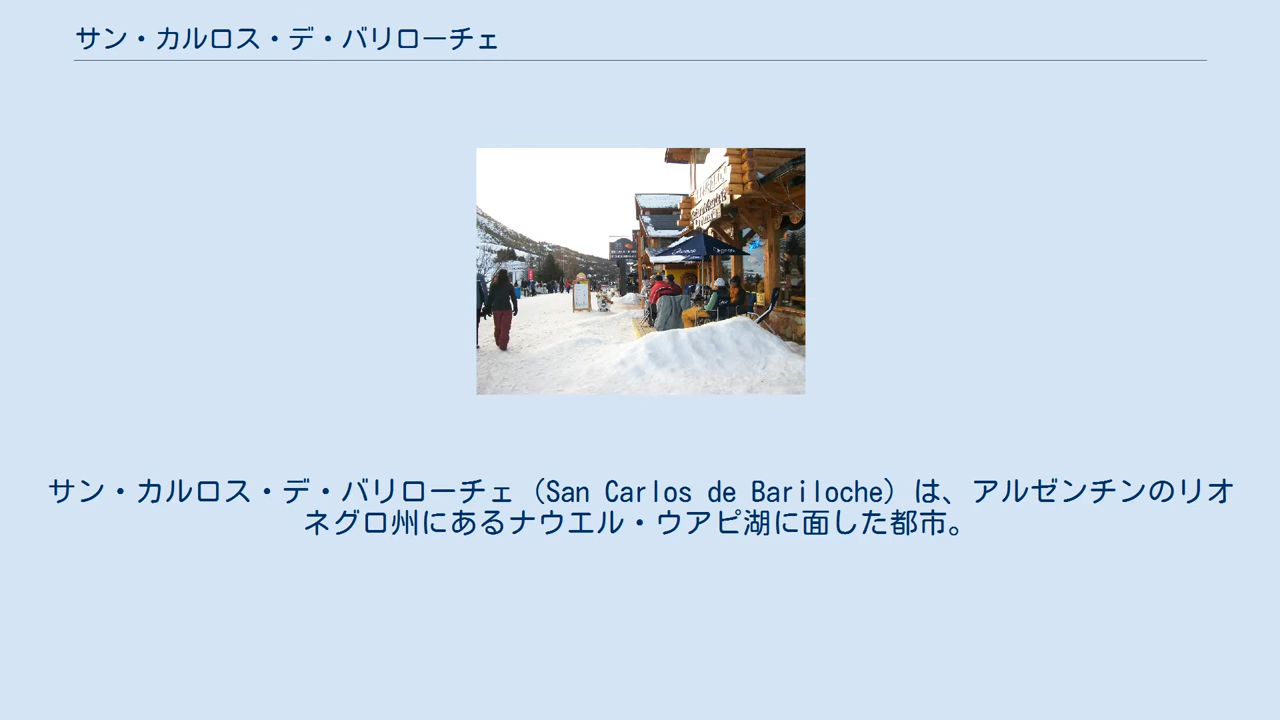 サン・カルロス・デ・バリローチェ
サン・カルロス・デ・バリローチェ（San Carlos de Bariloche）は、アルゼンチンのリオ
ネグロ州にあるナウエル・ウアピ湖に面した都市。